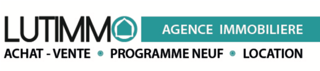 LUTIMMO AGENCE IMMOBILIERE
ACHAT - VENTE • PROGRAMME NEUF • LOCATION